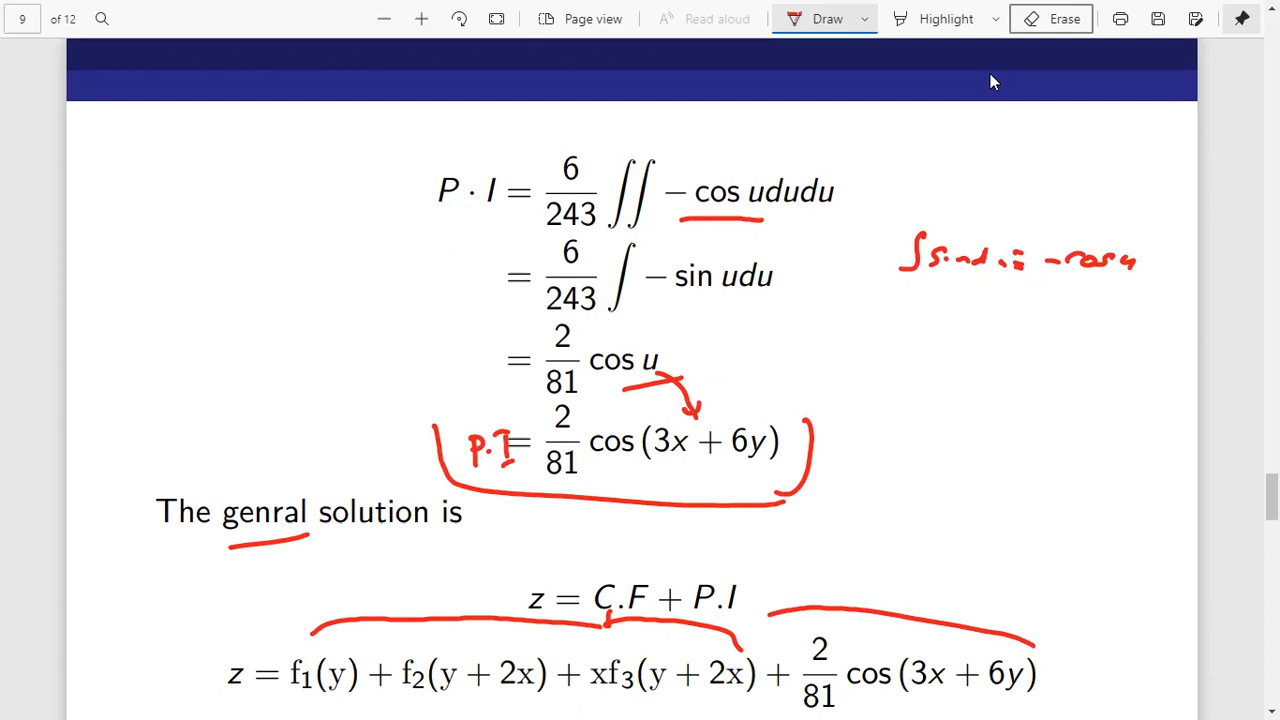 9 of 12 Page view Read aloud Draw Highlight Erase
P · I = 6/243 ∬ − cos ududu
= 6/243 ∫ − sin udu
∫ sin = -cos u
= 2/81 cos u
P.I = 2/81 cos (3x + 6y)
The genral solution is
z = C.F + P.I
z = f₁(y) + f₂(y + 2x) + xf₃(y + 2x) + 2/81 cos (3x + 6y)